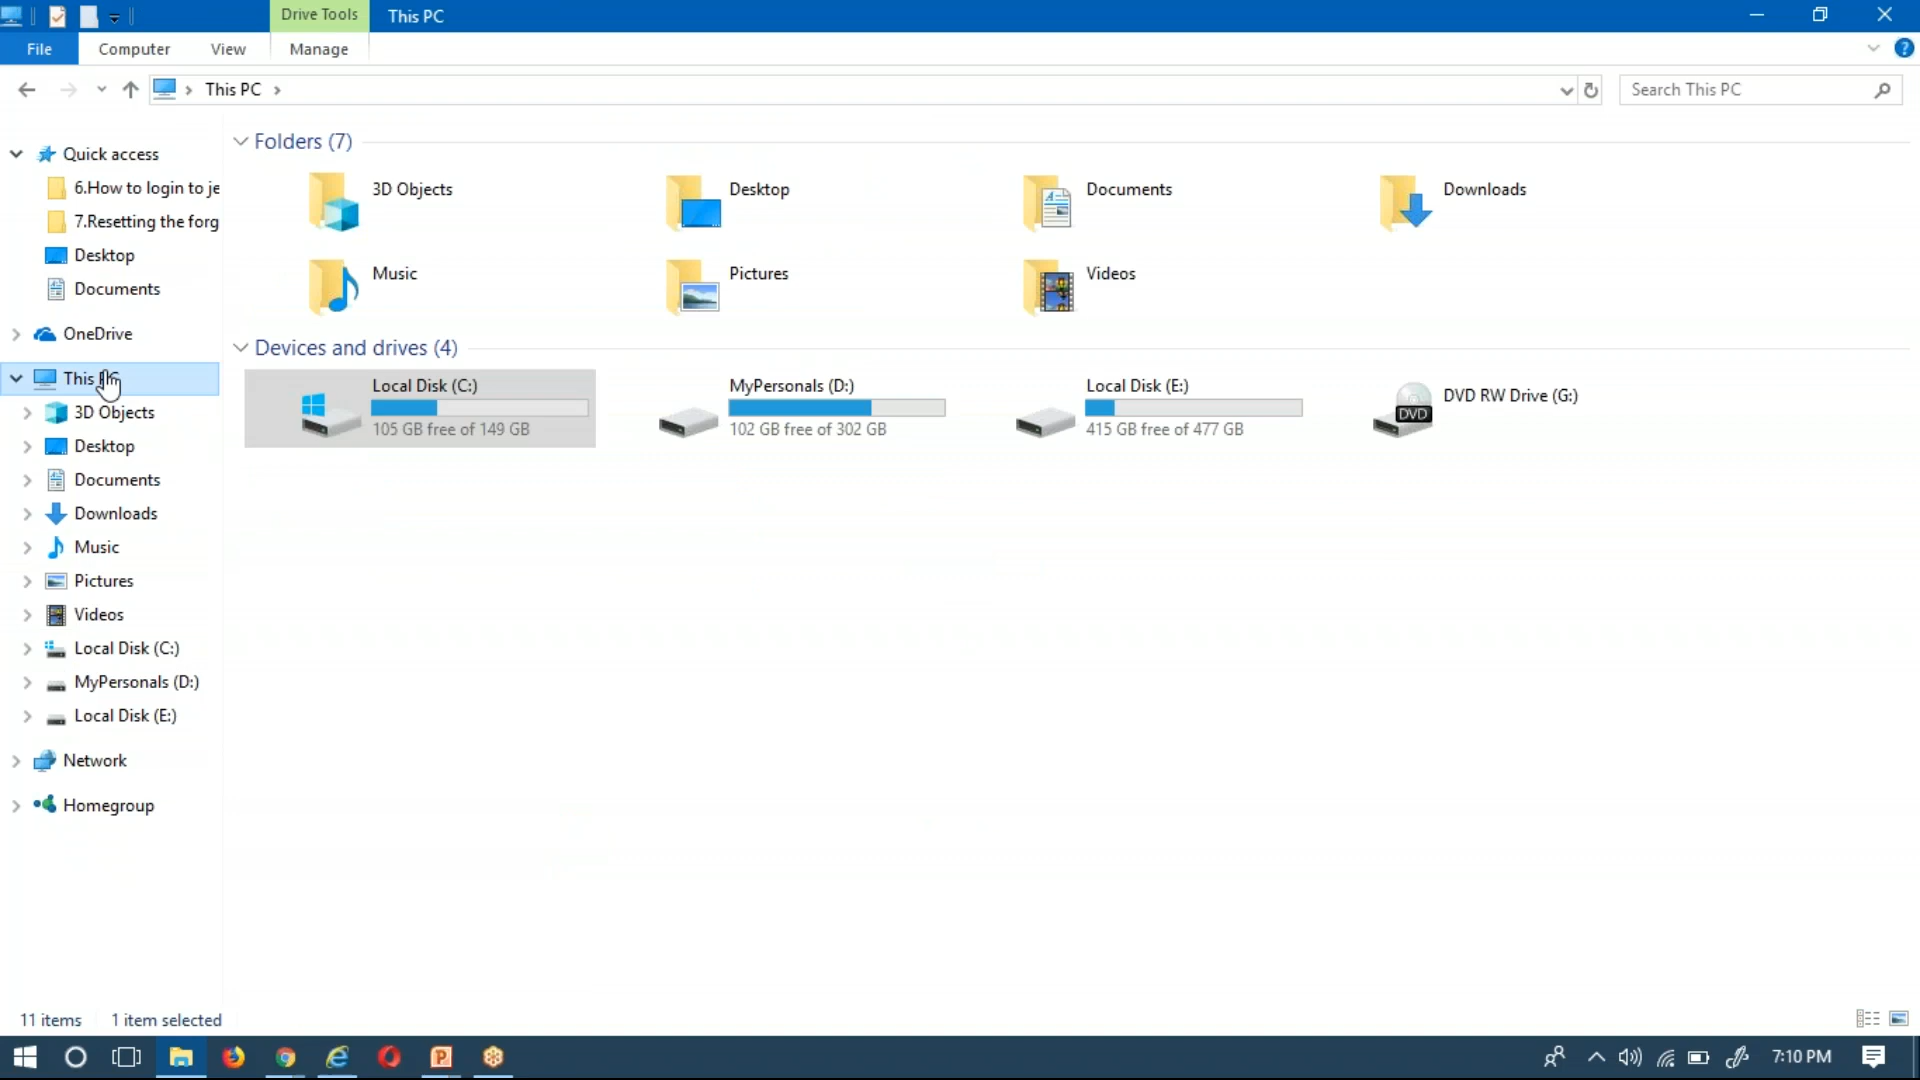 Drive Tools
This PC
File
Computer
View
Manage
This PC
Search This PC
Quick access
6.How to login to je
7.Resetting the forg
Desktop
Documents
OneDrive
This PC
3D Objects
Desktop
Documents
Downloads
Music
Pictures
Videos
Local Disk (C:)
MyPersonals (D:)
Local Disk (E:)
Network
Homegroup
Folders (7)
3D Objects
Desktop
Documents
Downloads
Music
Pictures
Videos
Devices and drives (4)
Local Disk (C:)
105 GB free of 149 GB
MyPersonals (D:)
102 GB free of 302 GB
Local Disk (E:)
415 GB free of 477 GB
DVD RW Drive (G:)
DVD
11 items
1 item selected
7:10 PM